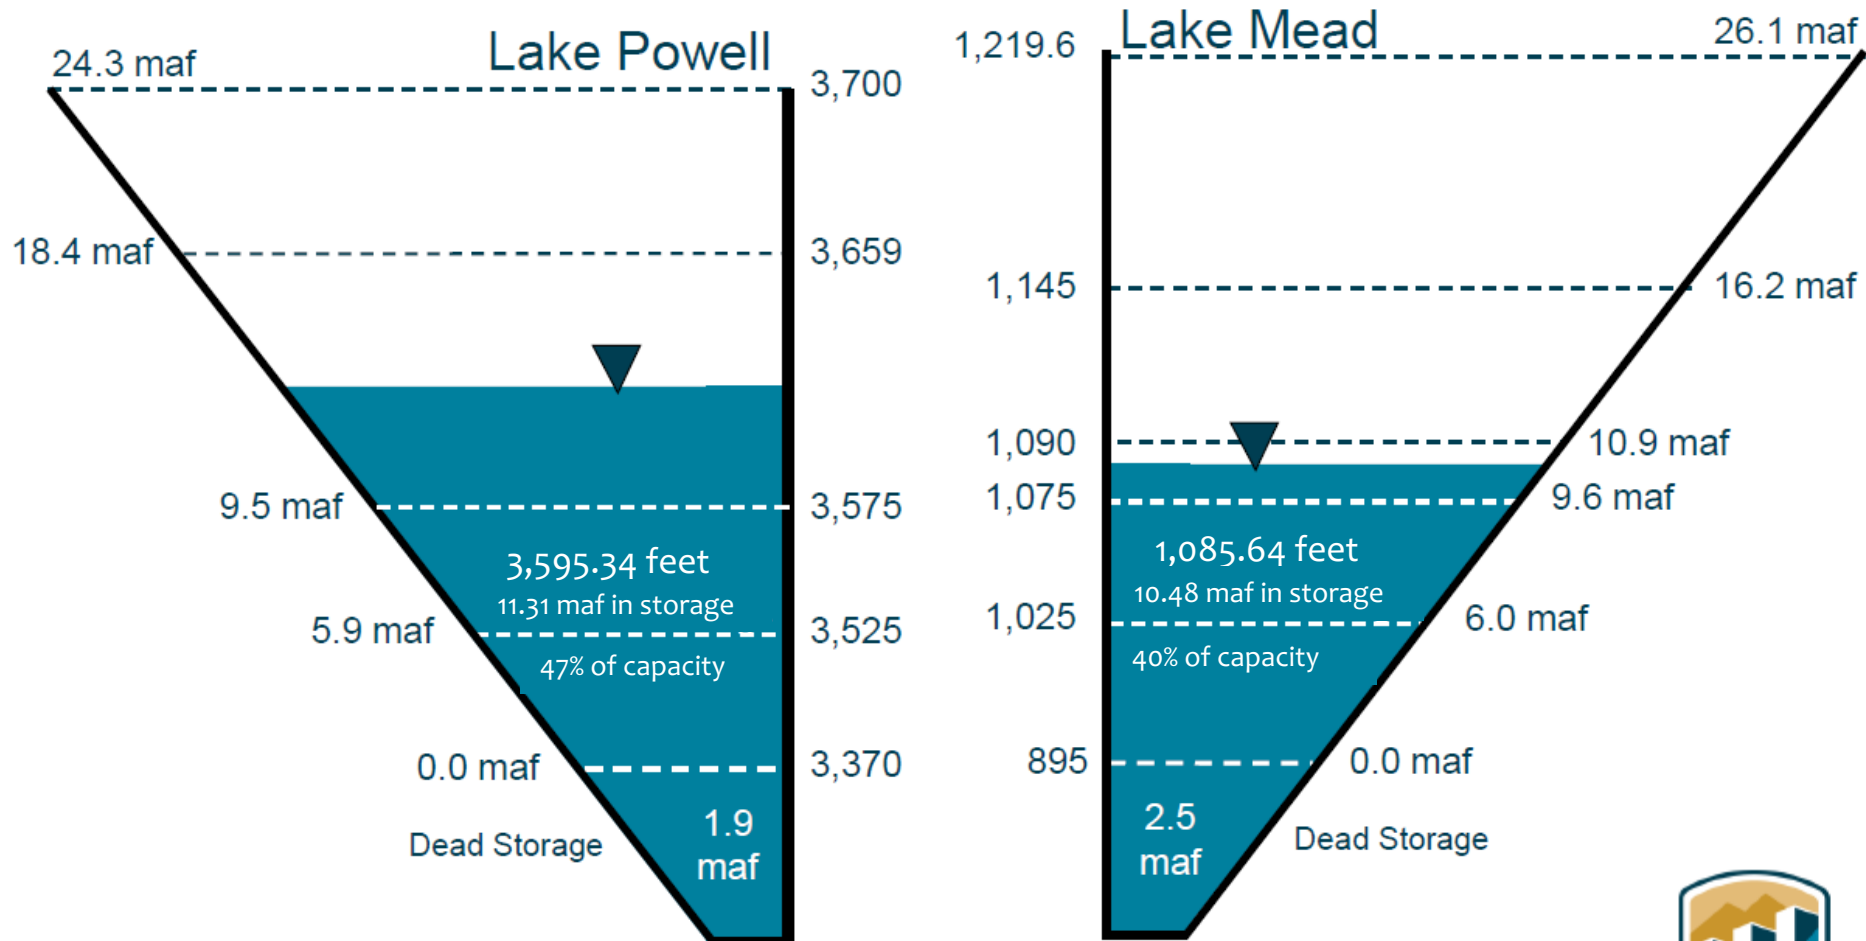 Lake Powell
24.3 maf
3,700
18.4 maf
3,659
9.5 maf
3,575
3,595.34 feet
11.31 maf in storage
5.9 maf
3,525
47% of capacity
0.0 maf
3,370
Dead Storage
1.9
maf
Lake Mead
1,219.6
26.1 maf
1,145
16.2 maf
1,090
10.9 maf
1,075
9.6 maf
1,085.64 feet
10.48 maf in storage
1,025
6.0 maf
40% of capacity
895
0.0 maf
2.5
maf
Dead Storage